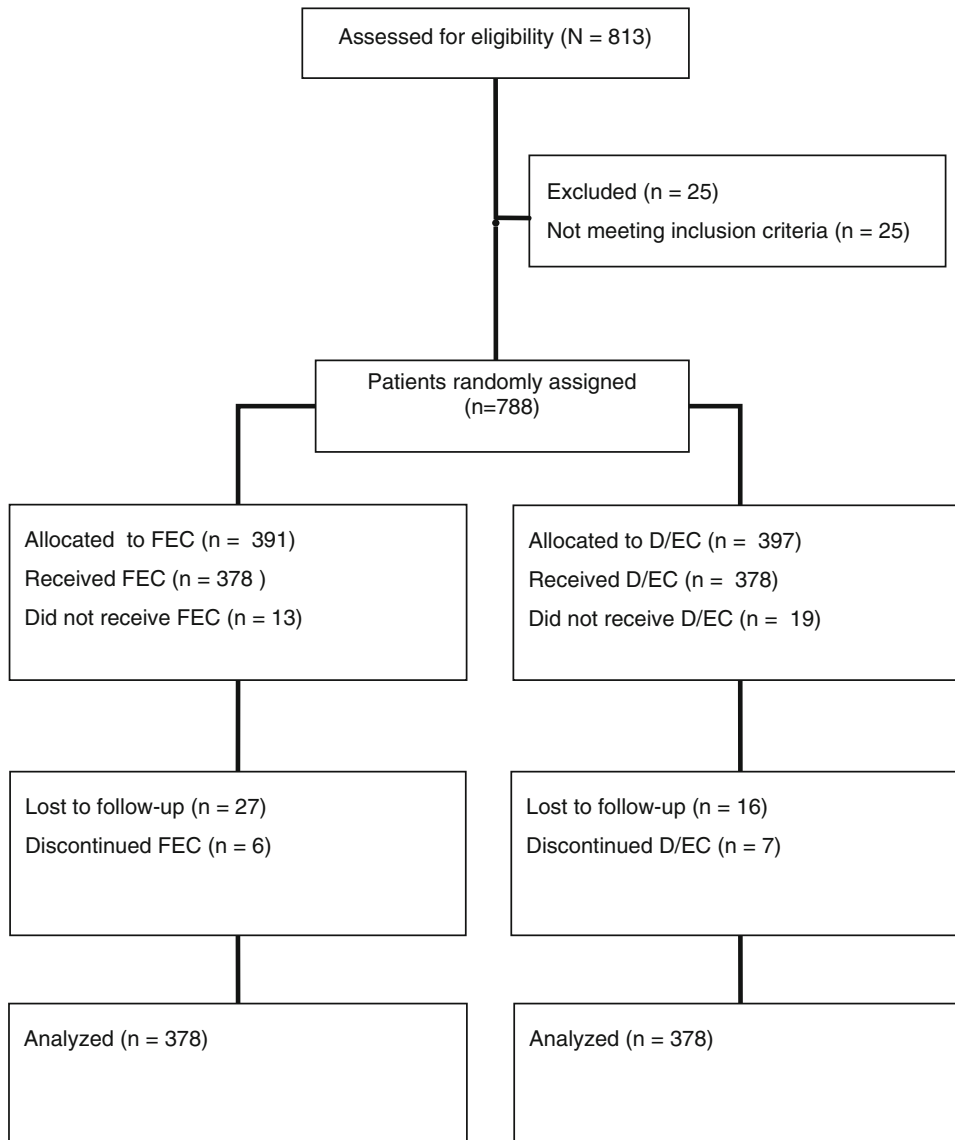 Assessed for eligibility (N = 813)
Excluded (n = 25)
Not meeting inclusion criteria (n = 25)
Patients randomly assigned
(n=788)
Allocated  to FEC (n =  391)
Received FEC (n = 378 )
Did not receive FEC (n = 13)
Allocated to D/EC (n =  397)
Received D/EC (n =  378)
Did not receive D/EC (n =  19)
Lost to follow-up (n = 27)
Discontinued FEC (n = 6)
Lost to follow-up (n = 16)
Discontinued D/EC (n = 7)
Analyzed (n = 378)
Analyzed (n = 378)